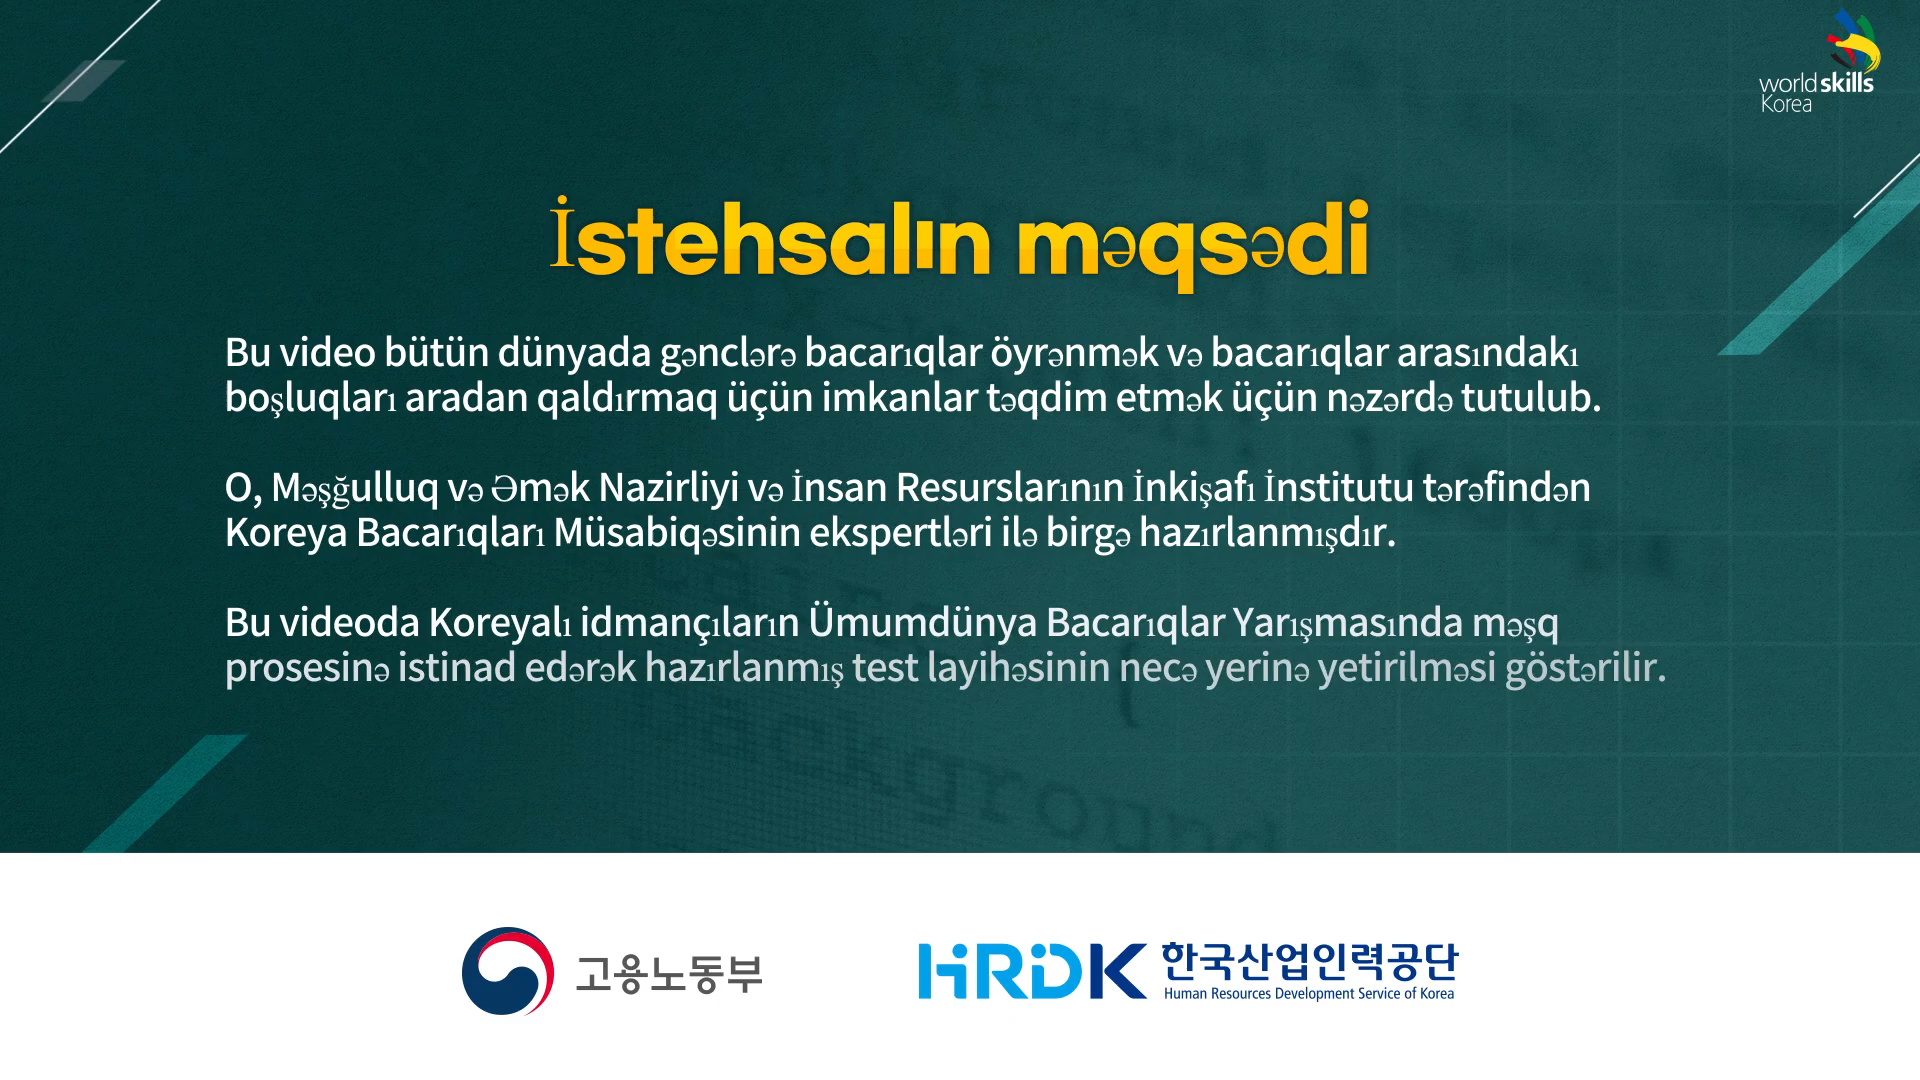 world skills
Korea
İstehsalın məqsədi
Bu video bütün dünyada gənclərə bacarıqlar öyrənmək və bacarıqlar arasındakı
boşluqları aradan qaldırmaq üçün imkanlar təqdim etmək üçün nəzərdə tutulub.
O, Məşğulluq və Əmək Nazirliyi və İnsan Resurslarının İnkişafı İnstitutu tərəfindən
Koreya Bacarıqları Müsabiqəsinin ekspertləri ilə birgə hazırlanmışdır.
Bu videoda Koreyalı idmançıların Ümumdünya Bacarıqlar Yarışmasında məşq
prosesinə istinad edərək hazırlanmış test layihəsinin necə yerinə yetirilməsi göstərilir.
고용노동부
HRDK 한국산업인력공단
Human Resources Development Service of Korea